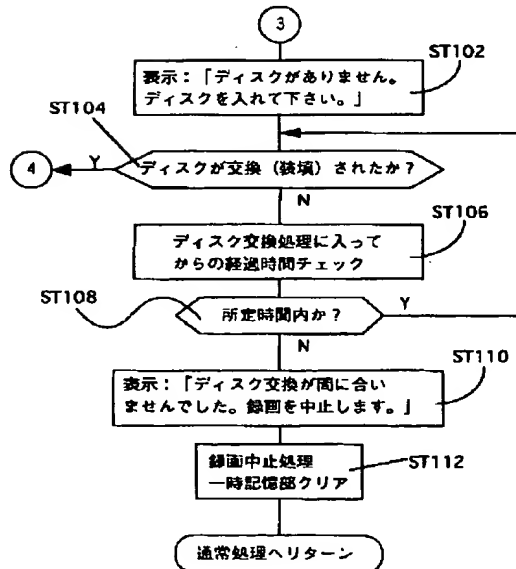 3
ST102
表示：「ディスクがありません。
ディスクを入れて下さい。」
ST104
4
Y
ディスクが交換（装填）されたか？
N
ST106
ディスク交換処理に入って
からの経過時間チェック
ST108
所定時間内か？
Y
N
ST110
表示：「ディスク交換が間に合い
ませんでした。録画を中止します。」
録画中止処理
一時記憶部クリア
ST112
通常処理へリターン